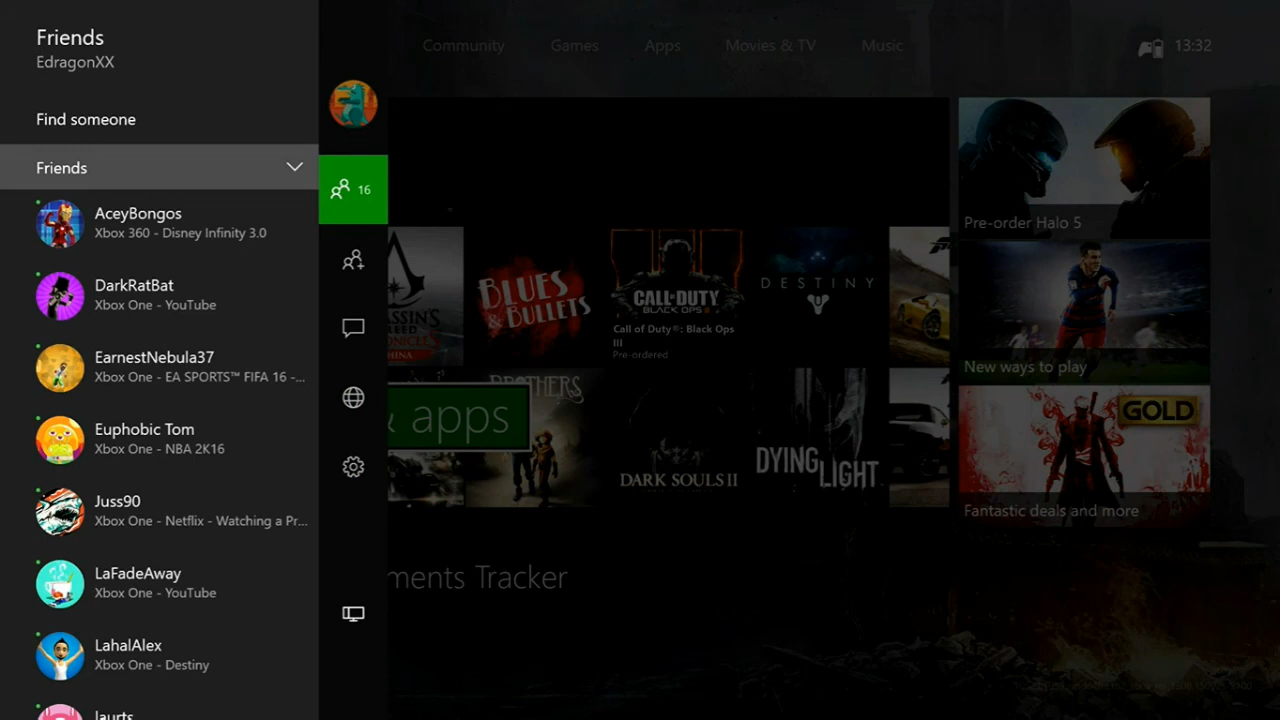 Friends
EdragonXX
Find someone
Friends
AceyBongos
Xbox 360 - Disney Infinity 3.0
DarkRatBat
Xbox One - YouTube
EarnestNebula37
Xbox One - EA SPORTS™ FIFA 16 -...
Euphobic Tom
Xbox One - NBA 2K16
Juss90
Xbox One - Netflix - Watching a Pr...
LaFadeAway
Xbox One - YouTube
LahalAlex
Xbox One - Destiny
laurts
16
Community Games Apps Movies & TV Music
13:32
CHINA
BLUES
& BULLETS
CALL OF DUTY
BLACK OPS
Call of Duty®: Black Ops
III
Pre-ordered
DESTINY
& apps
BROTHERS
DARK SOULS II
DYING LIGHT
ments Tracker
Pre-order Halo 5
New ways to play
GOLD
Fantastic deals and more